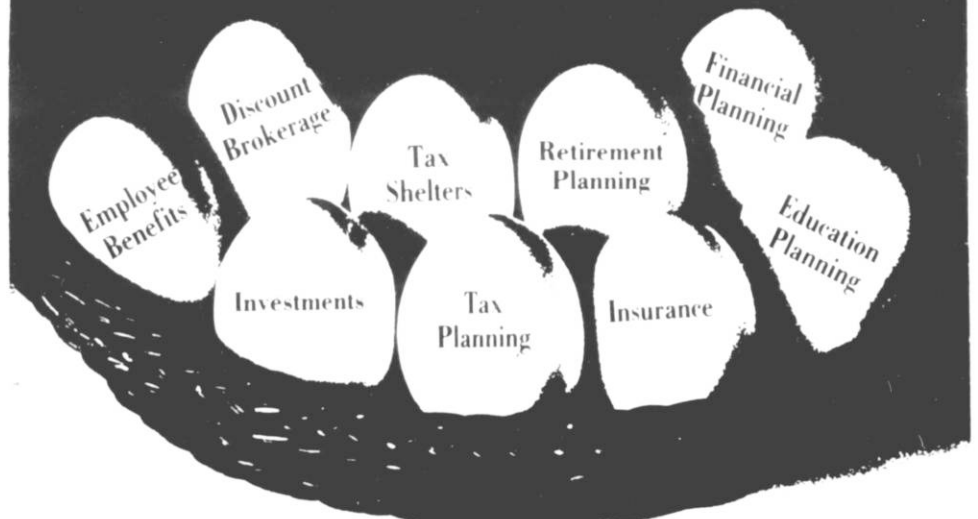 Financial
Planning
Discount
Brokerage
Tax
Shelters
Retirement
Planning
Employee
Benefits
Education
Planning
Investments
Tax
Planning
Insurance